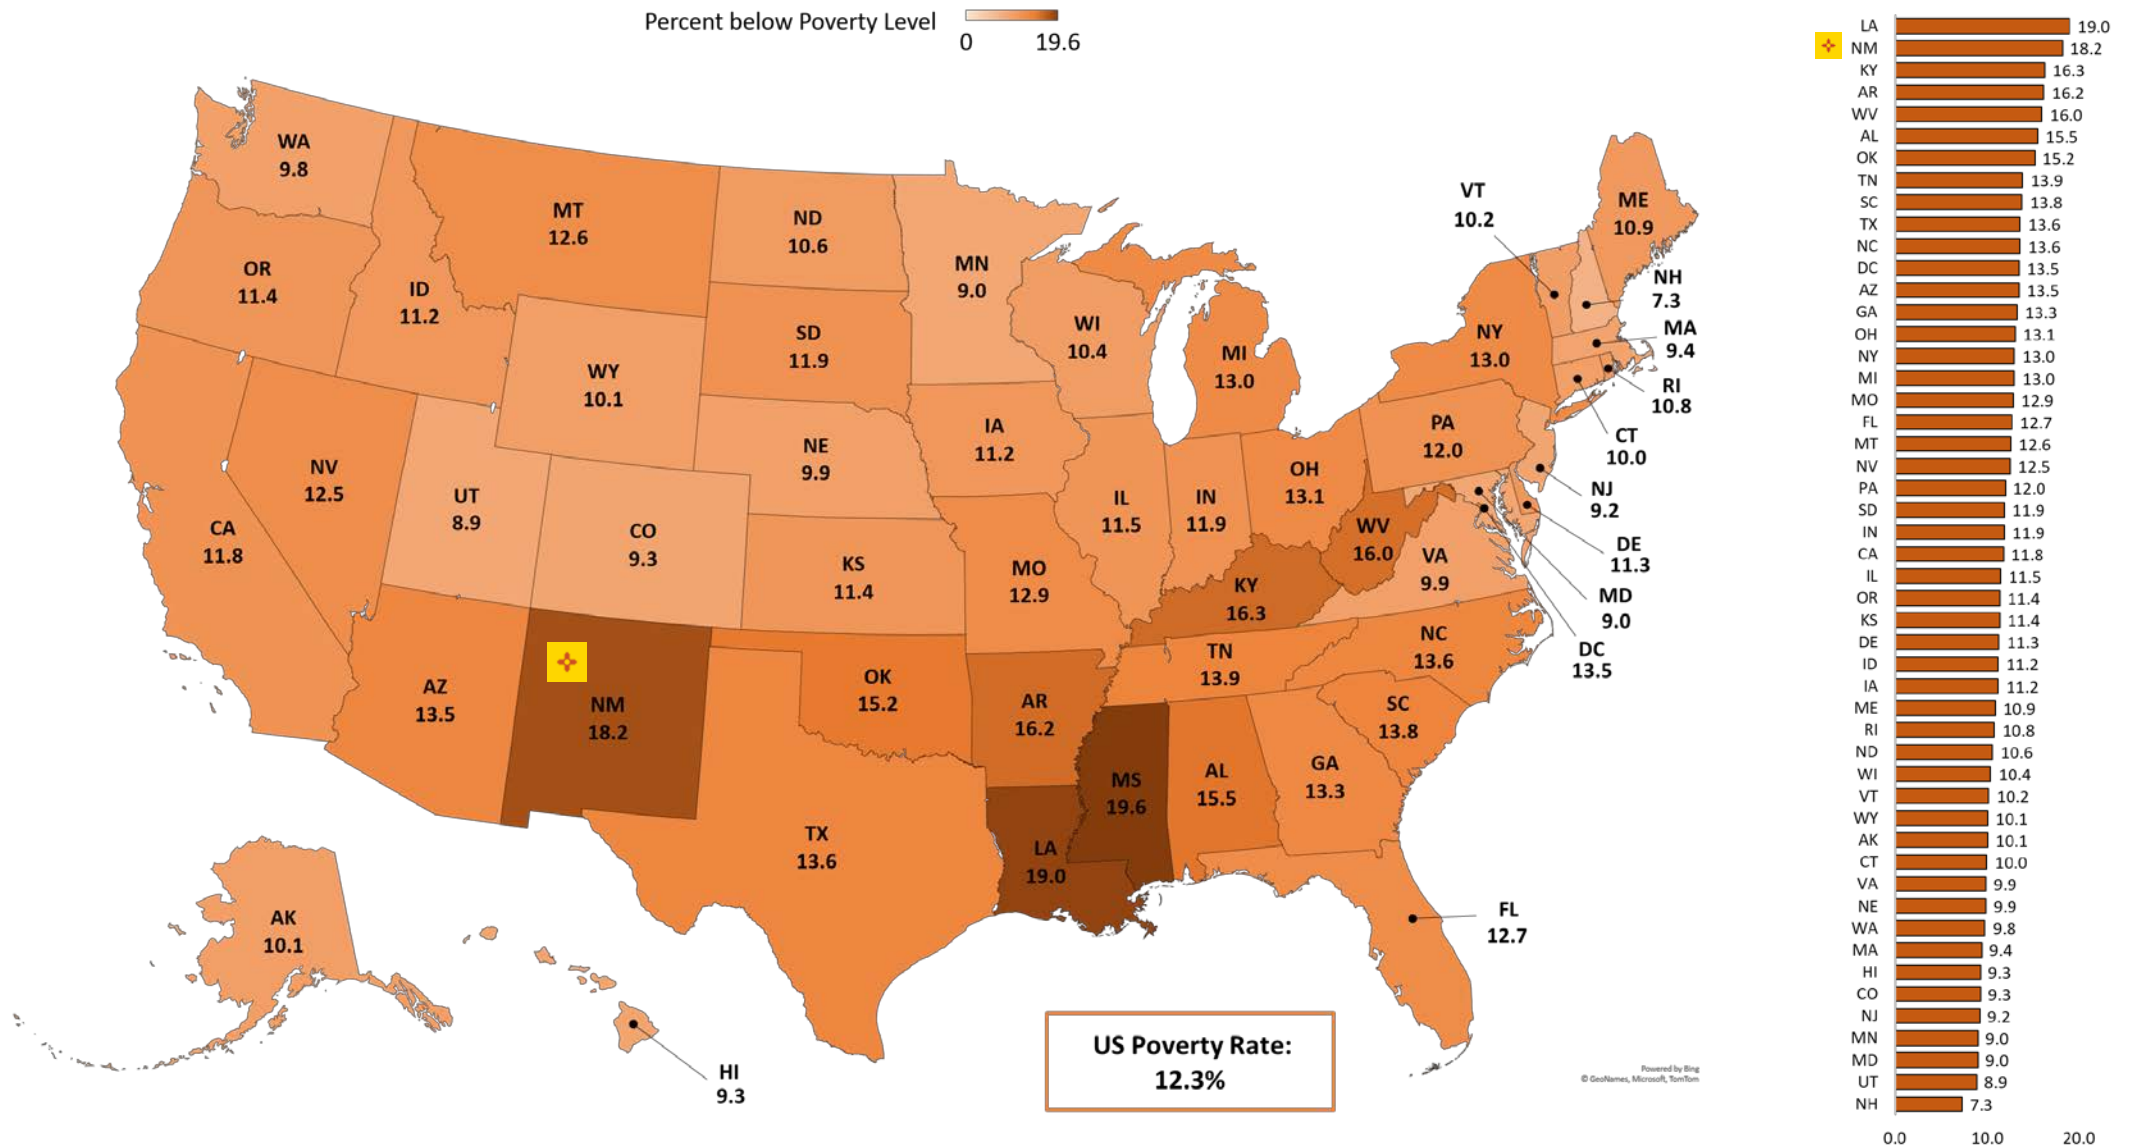 Percent below Poverty Level
0 19.6
WA
9.8
OR
11.4
ID
11.2
MT
12.6
ND
10.6
MN
9.0
WI
10.4
MI
13.0
SD
11.9
WY
10.1
NE
9.9
IA
11.2
IL
11.5
IN
11.9
OH
13.1
PA
12.0
NY
13.0
VT
10.2
ME
10.9
NH
7.3
MA
9.4
RI
10.8
CT
10.0
NJ
9.2
DE
11.3
MD
9.0
DC
13.5
CA
11.8
NV
12.5
UT
8.9
CO
9.3
KS
11.4
MO
12.9
KY
16.3
WV
16.0
VA
9.9
NC
13.6
TN
13.9
SC
13.8
AZ
13.5
NM
18.2
OK
15.2
AR
16.2
TX
13.6
LA
19.0
MS
19.6
AL
15.5
GA
13.3
FL
12.7
AK
10.1
HI
9.3
US Poverty Rate:
12.3%
Powered by Bing
© GeoNames, Microsoft, TomTom
LA 19.0
NM 18.2
KY 16.3
AR 16.2
WV 16.0
AL 15.5
OK 15.2
TN 13.9
SC 13.8
TX 13.6
NC 13.6
DC 13.5
AZ 13.5
GA 13.3
OH 13.1
NY 13.0
MI 13.0
MO 12.9
FL 12.7
MT 12.6
NV 12.5
PA 12.0
SD 11.9
IN 11.9
CA 11.8
IL 11.5
OR 11.4
KS 11.4
DE 11.3
ID 11.2
IA 11.2
ME 10.9
RI 10.8
ND 10.6
WI 10.4
VT 10.2
WY 10.1
AK 10.1
CT 10.0
VA 9.9
NE 9.9
WA 9.8
MA 9.4
HI 9.3
CO 9.3
NJ 9.2
MN 9.0
MD 9.0
UT 8.9
NH 7.3
0.0 10.0 20.0